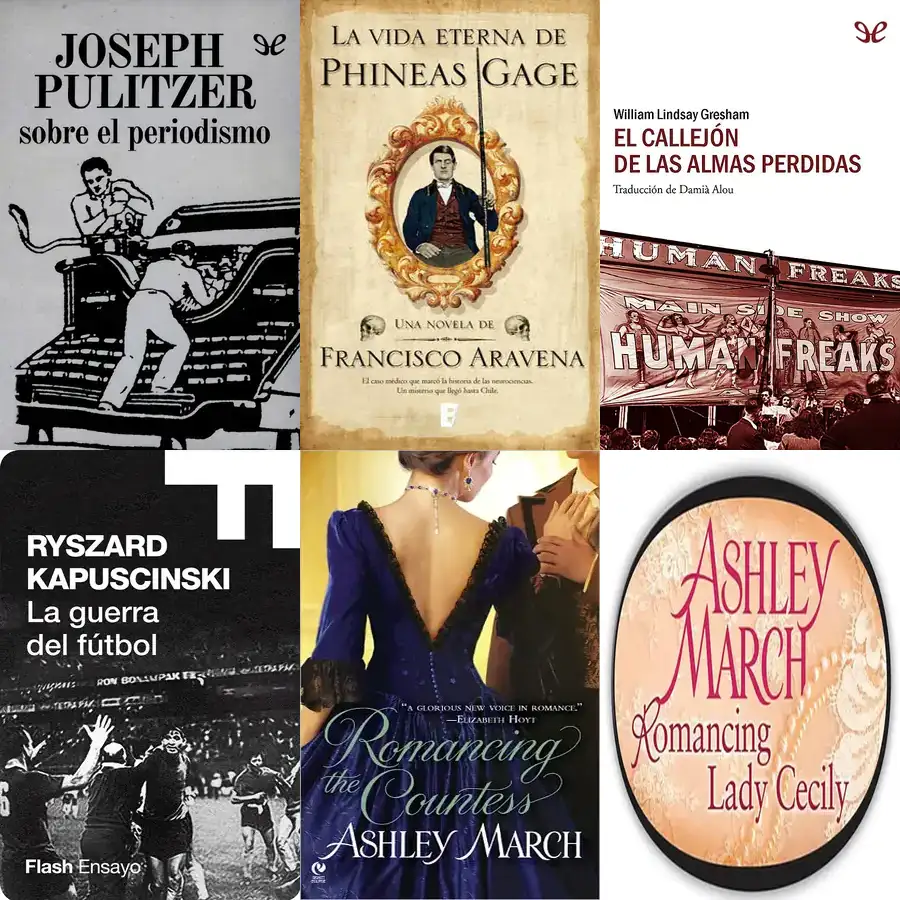 JOSEPH
PULITZER
sobre el periodismo
LA VIDA ETERNA DE
PHINEAS GAGE
UNA NOVELA DE
FRANCISCO ARAVENA
El caso médico que marcó la historia de las neurociencias.
Un misterio que llegó hasta Chile.
B
William Lindsay Gresham
EL CALLEJÓN
DE LAS ALMAS PERDIDAS
Traducción de Damià Alou
HUMAN FREAKS
MAIN SIDE SHOW
HUMAN FREAKS
RYSZARD
KAPUSCINSKI
La guerra
del fútbol
RON BONAMPAK
Flash Ensayo
"A GLORIOUS NEW VOICE IN ROMANCE."
—ELIZABETH HOYT
Romancing
the Countess
ASHLEY MARCH
ASHLEY
MARCH
Romancing
Lady Cecily